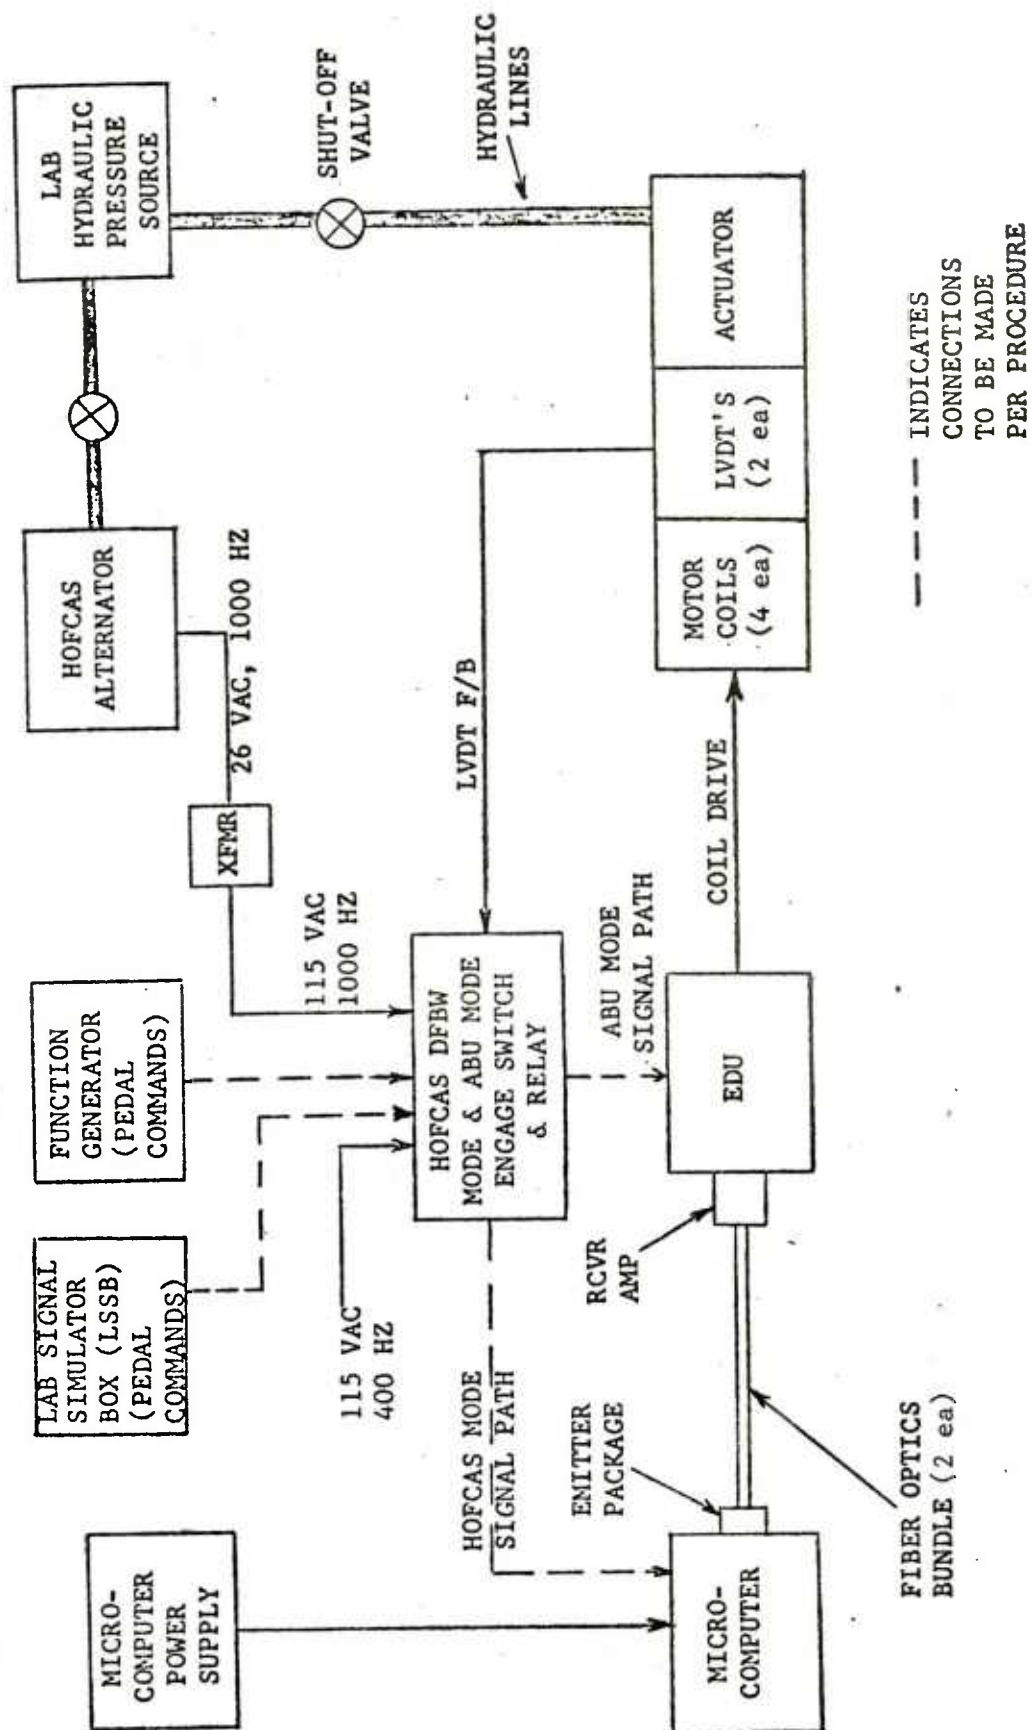 MICRO-
COMPUTER
POWER
SUPPLY
LAB SIGNAL
SIMULATOR
BOX (LSSB)
(PEDAL
COMMANDS)
FUNCTION
GENERATOR
(PEDAL
COMMANDS)
HOFCAS
ALTERNATOR
LAB
HYDRAULIC
PRESSURE
SOURCE
XFMR
26 VAC, 1000 HZ
115 VAC
1000 HZ
SHUT-OFF
VALVE
115 VAC
400 HZ
HOFCAS DFBW
MODE & ABU MODE
ENGAGE SWITCH
& RELAY
LVDT F/B
HYDRAULIC
LINES
HOFCAS MODE
SIGNAL PATH
EMITTER
PACKAGE
RCVR
AMP
ABU MODE
SIGNAL PATH
COIL DRIVE
MICRO-
COMPUTER
EDU
MOTOR
COILS
(4 ea)
LVDT'S
(2 ea)
ACTUATOR
FIBER OPTICS
BUNDLE (2 ea)
INDICATES
CONNECTIONS
TO BE MADE
PER PROCEDURE